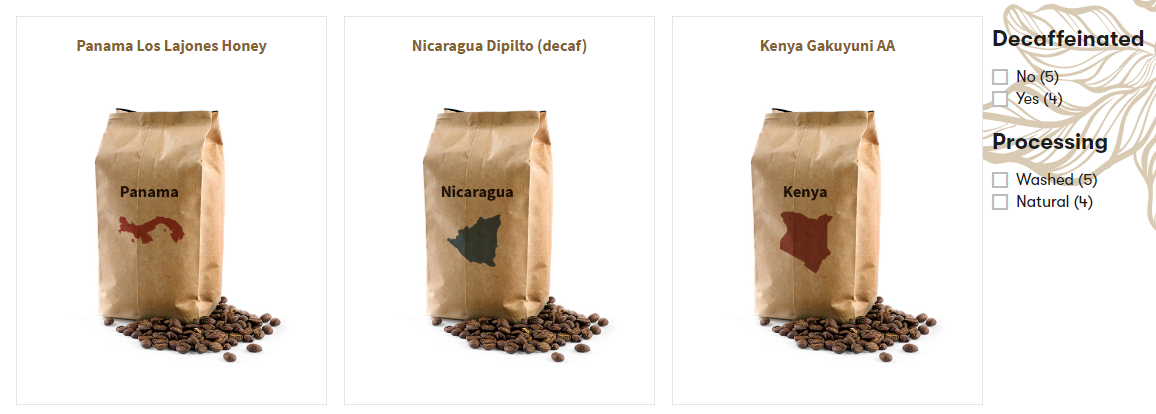 Panama Los Lajones Honey
Panama
Nicaragua Dipilto (decaf)
Nicaragua
Kenya Gakuyuni AA
Kenya
Decaffeinated
No (5)
Yes (4)
Processing
Washed (5)
Natural (4)